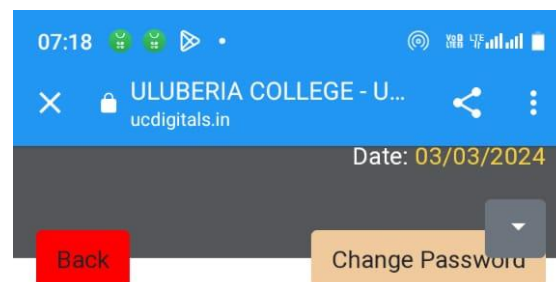 07:18
ULUBERIA COLLEGE - U...
ucdigitals.in
Date: 03/03/2024
Back
Change Password